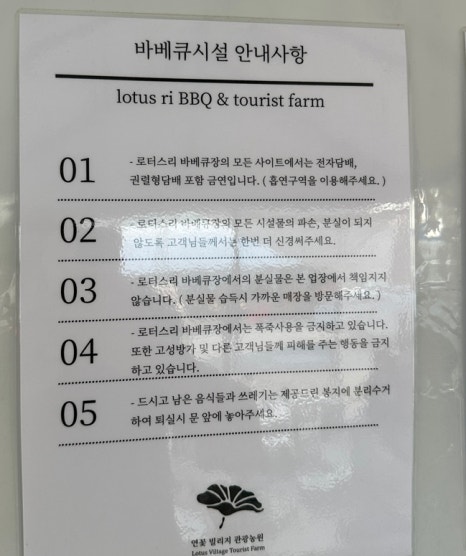 바베큐시설 안내사항
lotus ri BBQ & tourist farm
01
- 로터스리 바베큐장의 모든 사이트에서는 전자담배,
권렬형담배 포함 금연입니다. ( 흡연구역을 이용해주세요. )
02
- 로터스리 바베큐장의 모든 시설물의 파손, 분실이 되지
않도록 고객님들께서는 한번 더 신경써주세요.
03
- 로터스리 바베큐장에서의 분실물은 본 업장에서 책임지지
않습니다. ( 분실물 습득시 가까운 매장을 방문해주세요. )
04
- 로터스리 바베큐장에서는 폭죽사용을 금지하고 있습니다.
또한 고성방가 및 다른 고객님들께 피해를 주는 행동을 금지
하고 있습니다.
05
- 드시고 남은 음식들과 쓰레기는 제공드린 봉지에 분리수거
하여 퇴실시 문 앞에 놓아주세요.
연꽃 빌리지 관광농원
Lotus Village Tourist Farm